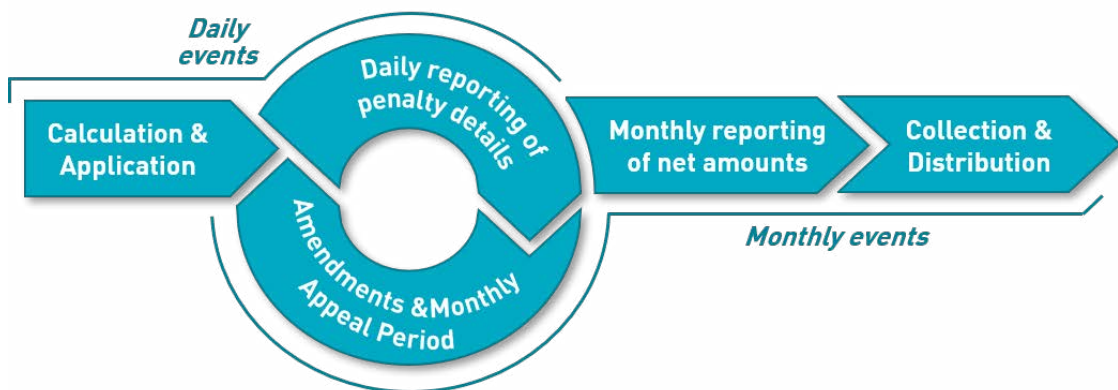 Daily
events
Calculation &
Application
Daily reporting of
penalty details
Amendments &Monthly
Appeal Period
Monthly reporting
of net amounts
Collection &
Distribution
Monthly events